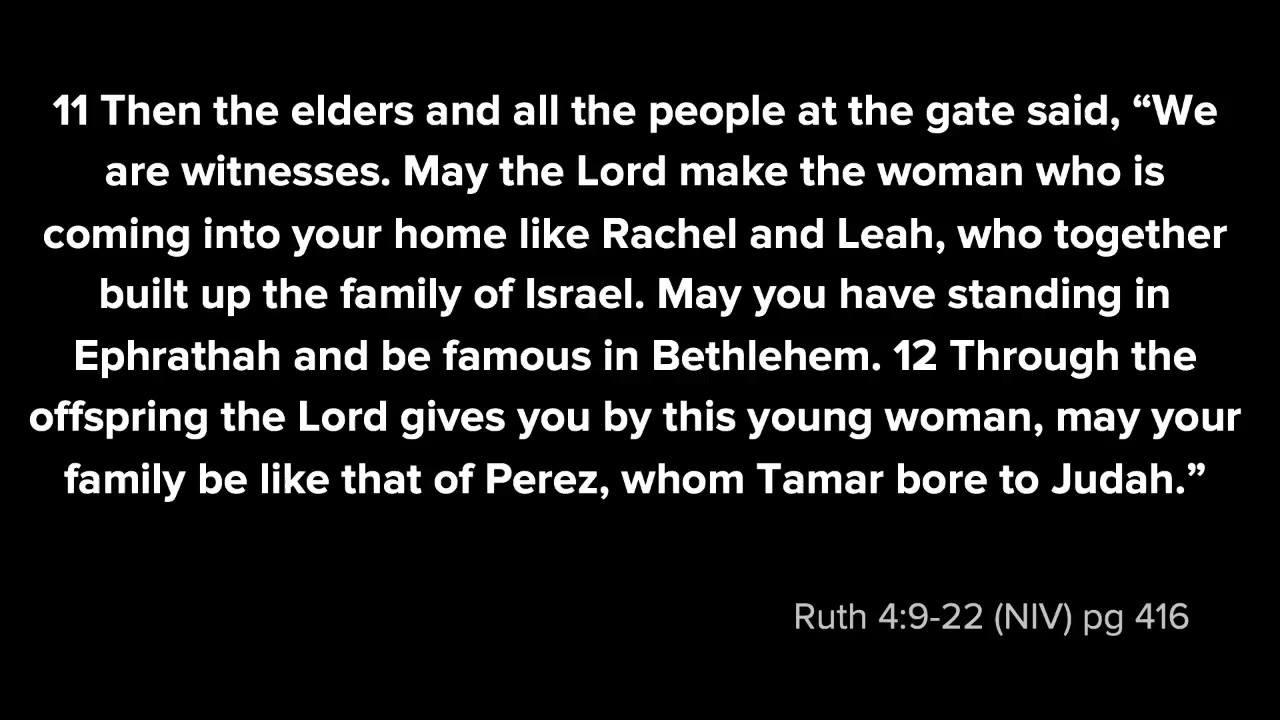 11 Then the elders and all the people at the gate said, “We
are witnesses. May the Lord make the woman who is
coming into your home like Rachel and Leah, who together
built up the family of Israel. May you have standing in
Ephrathah and be famous in Bethlehem. 12 Through the
offspring the Lord gives you by this young woman, may your
family be like that of Perez, whom Tamar bore to Judah.”
Ruth 4:9-22 (NIV) pg 416